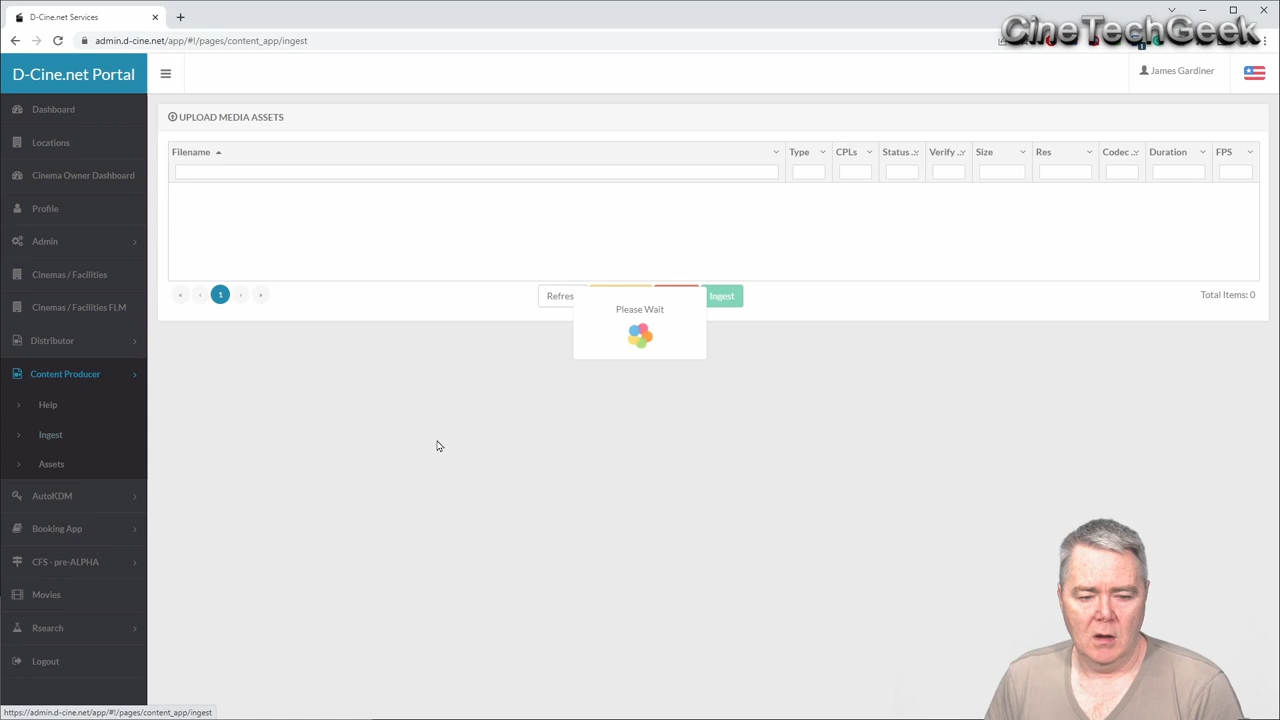 D-Cine.net Services
CineTechGeek
admin.d-cine.net/app/#!/pages/content_app/ingest
1
D-Cine.net Portal
James Gardiner
Dashboard
Locations
Cinema Owner Dashboard
Profile
Admin
Cinemas / Facilities
Cinemas / Facilities FLM
Distributor
Content Producer
Help
Ingest
Assets
AutoKDM
Booking App
CFS - pre-ALPHA
Movies
Rsearch
Logout
UPLOAD MEDIA ASSETS
Filename Type CPLs Status ... Verify ... Size Res Codec ... Duration FPS
« ‹ 1 › » Refres Ingest Total Items: 0
Please Wait
https://admin.d-cine.net/app/#!/pages/content_app/ingest